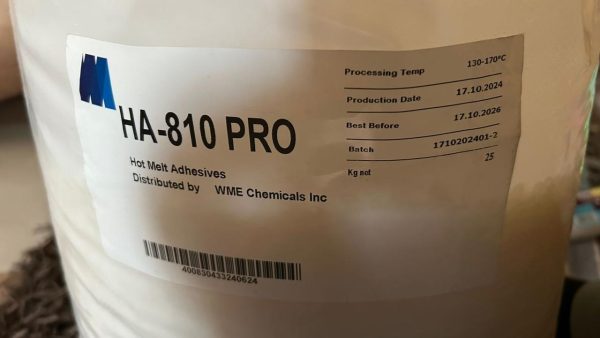 HA-810 PRO
Hot Melt Adhesives
Distributed by WME Chemicals Inc
Processing Temp 130-170°C
Production Date 17.10.2024
Best Before 17.10.2026
Batch 1710202401-2
Kg net 25
400830433240624